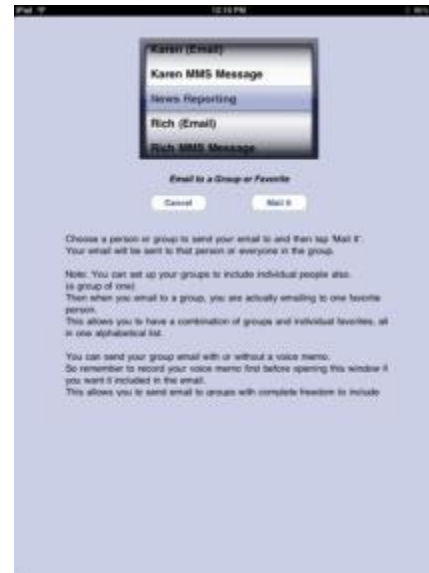 iPad
12:15 PM
Karen (Email)
Karen MMS Message
News Reporting
Rich (Email)
Rich MMS Message
Email to a Group or Favorite
Cancel
Mail It
Choose a person or group to send your email to and then tap 'Mail It'.
Your email will be sent to that person or everyone in the group.
Note: You can set up your groups to include individual people also.
(a group of one)
Then when you email to a group, you are actually emailing to one favorite
person.
This allows you to have a combination of groups and individual favorites, all
in one alphabetical list.
You can send your group email with or without a voice memo.
So remember to record your voice memo first before opening this window if
you want it included in the email.
This allows you to send email to groups with complete freedom to include